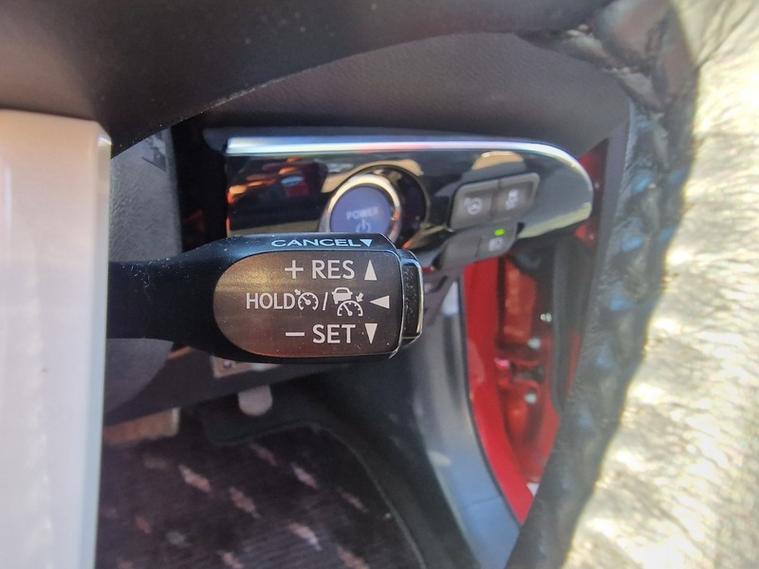 POWER
CANCEL▼
+ RES ▲
HOLD / ◄
− SET ▼